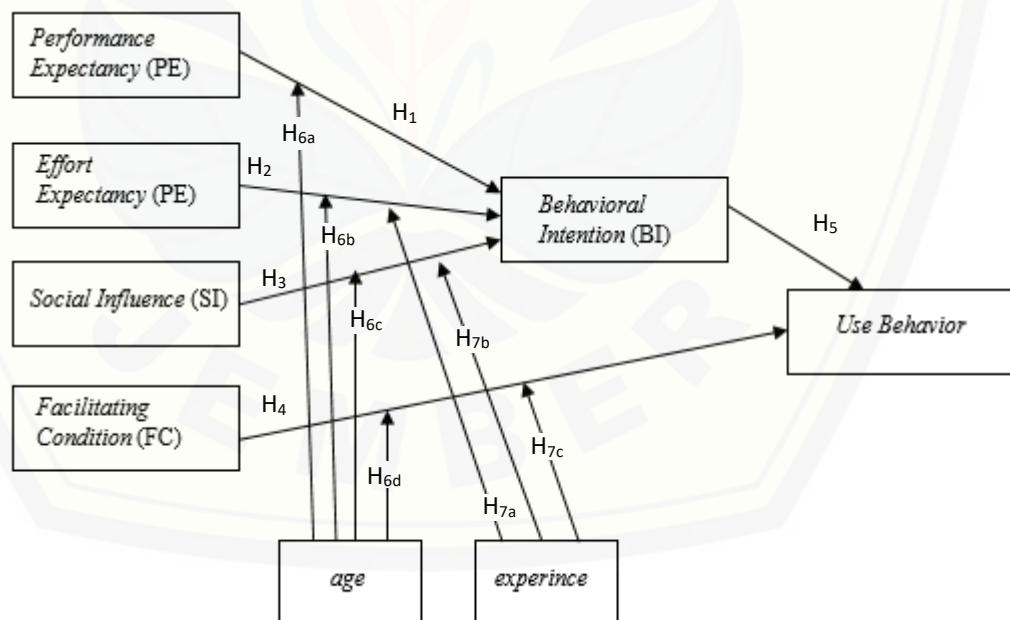 Performance
Expectancy (PE)
H1
H6a
Effort
Expectancy (PE)
H2
H6b
Behavioral
Intention (BI)
H5
Social Influence (SI)
H3
H6c
H7b
Use Behavior
Facilitating
Condition (FC)
H4
H6d
H7c
H7a
age
experince